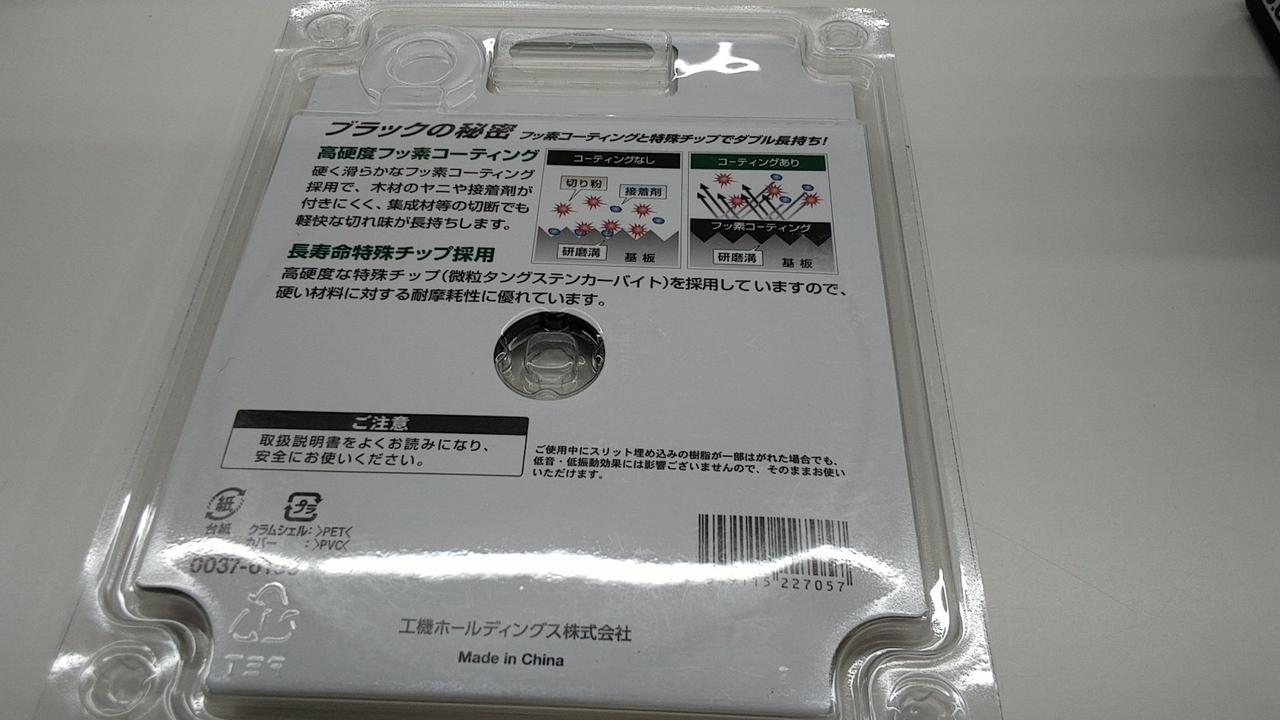 ブラックの秘密 フッ素コーティングと特殊チップでダブル長持ち!
高硬度フッ素コーティング
硬く滑らかなフッ素コーティング
採用で、木材のヤニや接着剤が
付きにくく、集成材等の切断でも
軽快な切れ味が長持ちします。
コーティングなし
切り粉
接着剤
研磨溝
基板
コーティングあり
フッ素コーティング
研磨溝
基板
長寿命特殊チップ採用
高硬度な特殊チップ(微粒タングステンカーバイト)を採用していますので、
硬い材料に対する耐摩耗性に優れています。
ご注意
取扱説明書をよくお読みになり、
安全にお使いください。
ご使用中にスリット埋め込みの樹脂が一部はがれた場合でも、
低音・低振動効果には影響ございませんので、そのままお使い
いただけます。
紙
プラ
台紙 クラムシェル:>PET<
カバー :>PVC<
227057
工機ホールディングス株式会社
Made in China